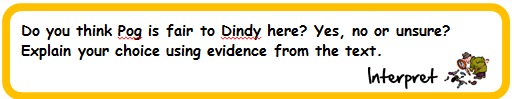 Do you think Pog is fair to Dindy here? Yes, no or unsure?
Explain your choice using evidence from the text.
Interpret